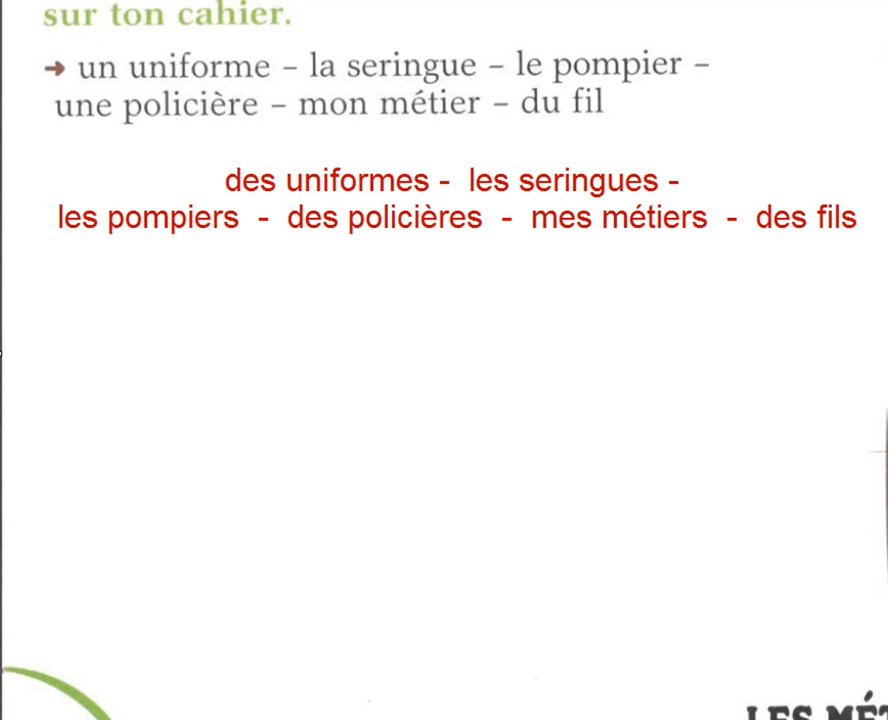 sur ton cahier.
➜ un uniforme – la seringue – le pompier –
une policière – mon métier – du fil
des uniformes - les seringues -
les pompiers - des policières - mes métiers - des fils